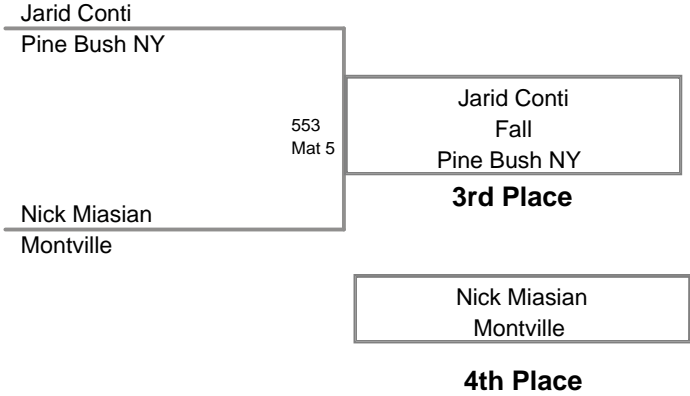 Jarid Conti
Pine Bush NY
553
Mat 5
Jarid Conti
Fall
Pine Bush NY
3rd Place
Nick Miasian
Montville
Nick Miasian
Montville
4th Place